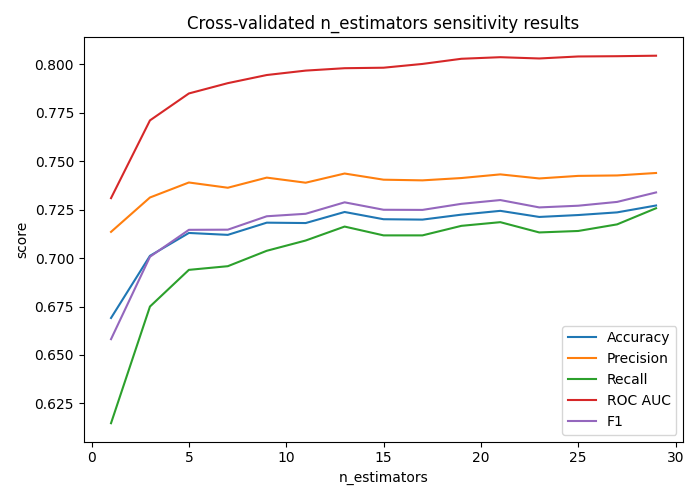 Cross-validated n_estimators sensitivity results
0.800
0.775
0.750
0.725
0.700
0.675
0.650
0.625
score
Accuracy
Precision
Recall
ROC AUC
F1
0 5 10 15 20 25 30
n_estimators